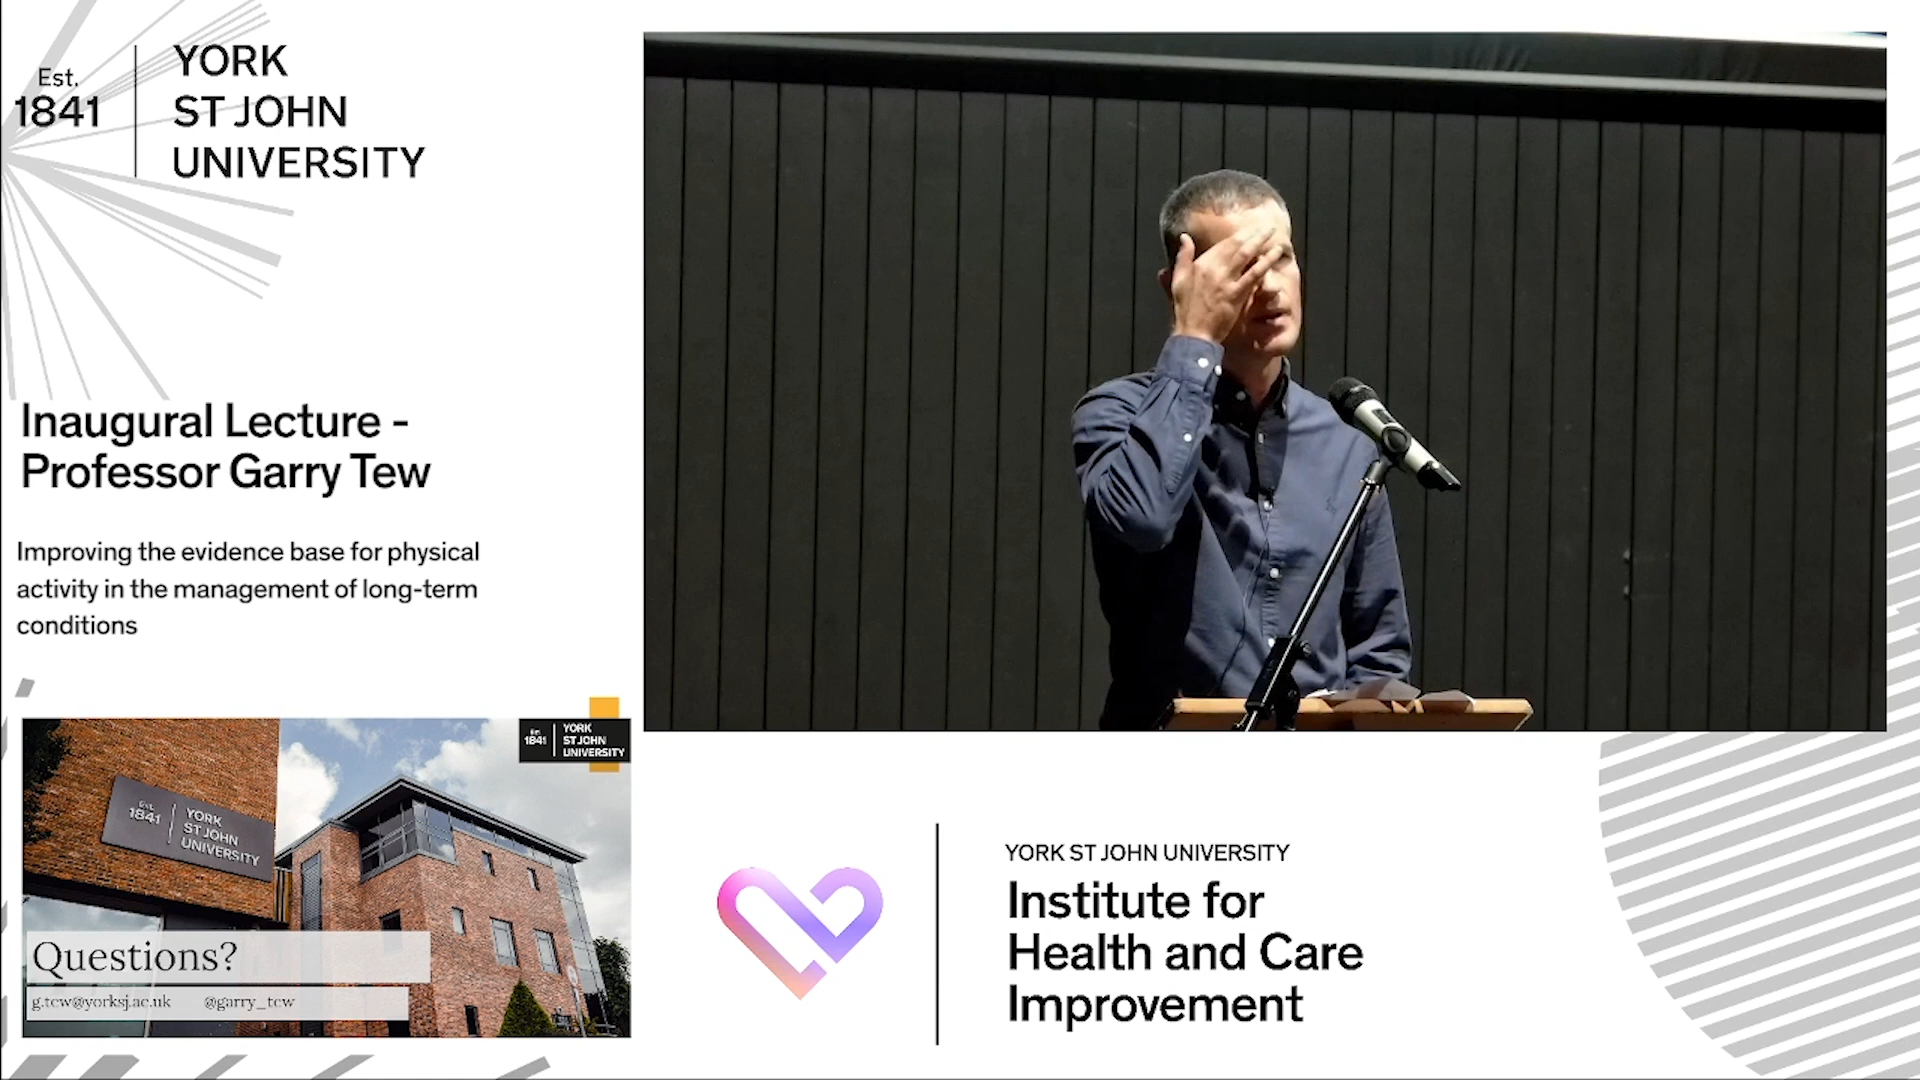 Est.
1841
YORK
ST JOHN
UNIVERSITY
Inaugural Lecture -
Professor Garry Tew
Improving the evidence base for physical
activity in the management of long-term
conditions
Est.
1841
YORK
ST JOHN
UNIVERSITY
Est.
1841
YORK
ST JOHN
UNIVERSITY
Questions?
g.tew@yorksj.ac.uk @garry_tew
YORK ST JOHN UNIVERSITY
Institute for
Health and Care
Improvement